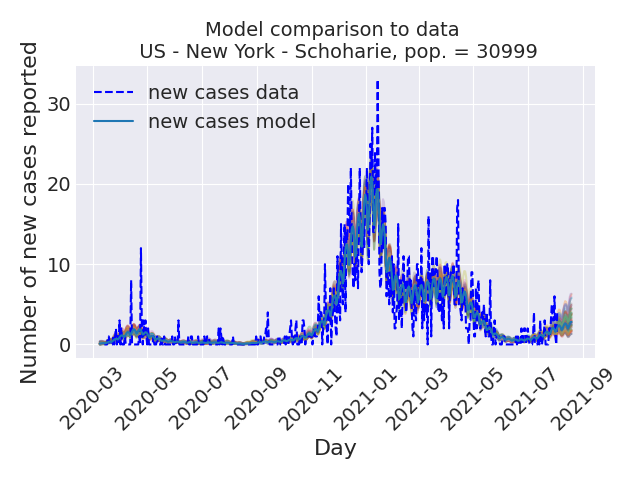 Model comparison to data
US - New York - Schoharie, pop. = 30999
Number of new cases reported
30
20
10
0
new cases data
new cases model
2020-03
2020-05
2020-07
2020-09
2020-11
2021-01
2021-03
2021-05
2021-07
2021-09
Day